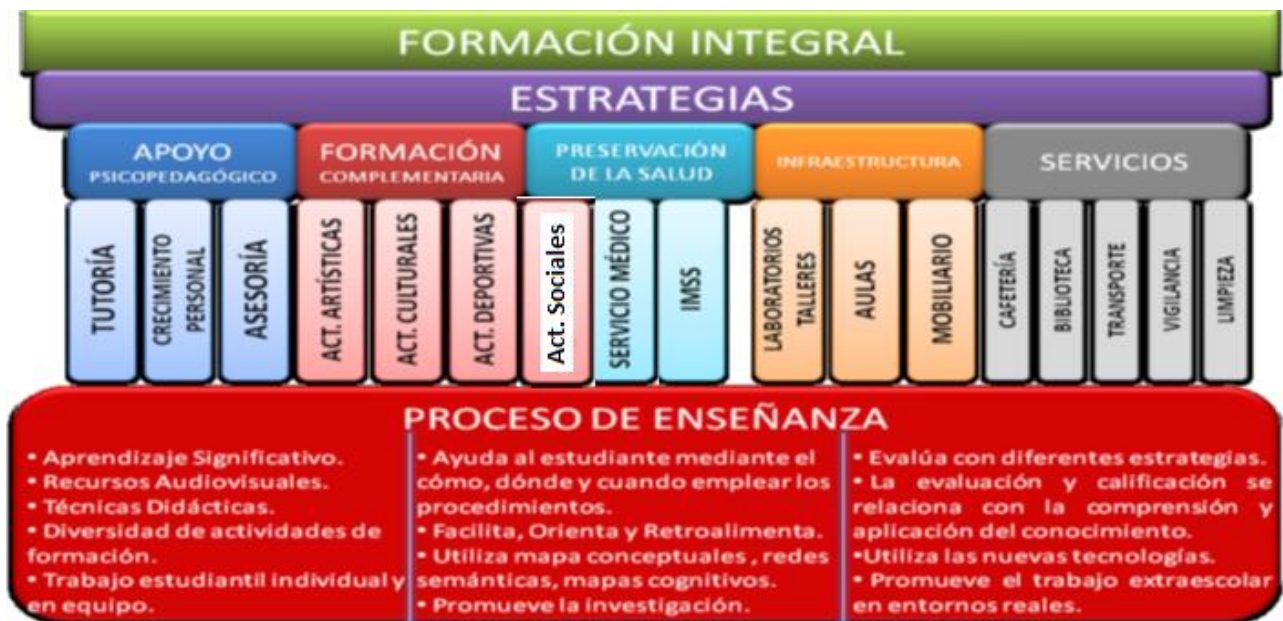 FORMACIÓN INTEGRAL
ESTRATEGIAS
APOYO
PSICOPEDAGÓGICO
FORMACIÓN
COMPLEMENTARIA
PRESERVACIÓN
DE LA SALUD
INFRAESTRUCTURA
SERVICIOS
TUTORÍA
CRECIMIENTO
PERSONAL
ASESORÍA
ACT. ARTÍSTICAS
ACT. CULTURALES
ACT. DEPORTIVAS
Act. Sociales
SERVICIO MÉDICO
IMSS
LABORATORIOS
TALLERES
AULAS
MOBILIARIO
CAFETERÍA
BIBLIOTECA
TRANSPORTE
VIGILANCIA
LIMPIEZA
PROCESO DE ENSEÑANZA
• Aprendizaje Significativo.
• Recursos Audiovisuales.
• Técnicas Didácticas.
• Diversidad de actividades de
formación.
• Trabajo estudiantil individual y
en equipo.
• Ayuda al estudiante mediante el
cómo, dónde y cuando emplear los
procedimientos.
• Facilita, Orienta y Retroalimenta.
• Utiliza mapa conceptuales , redes
semánticas, mapas cognitivos.
• Promueve la investigación.
• Evalúa con diferentes estrategias.
• La evaluación y calificación se
relaciona con la comprensión y
aplicación del conocimiento.
•Utiliza las nuevas tecnologías.
• Promueve el trabajo extraescolar
en entornos reales.